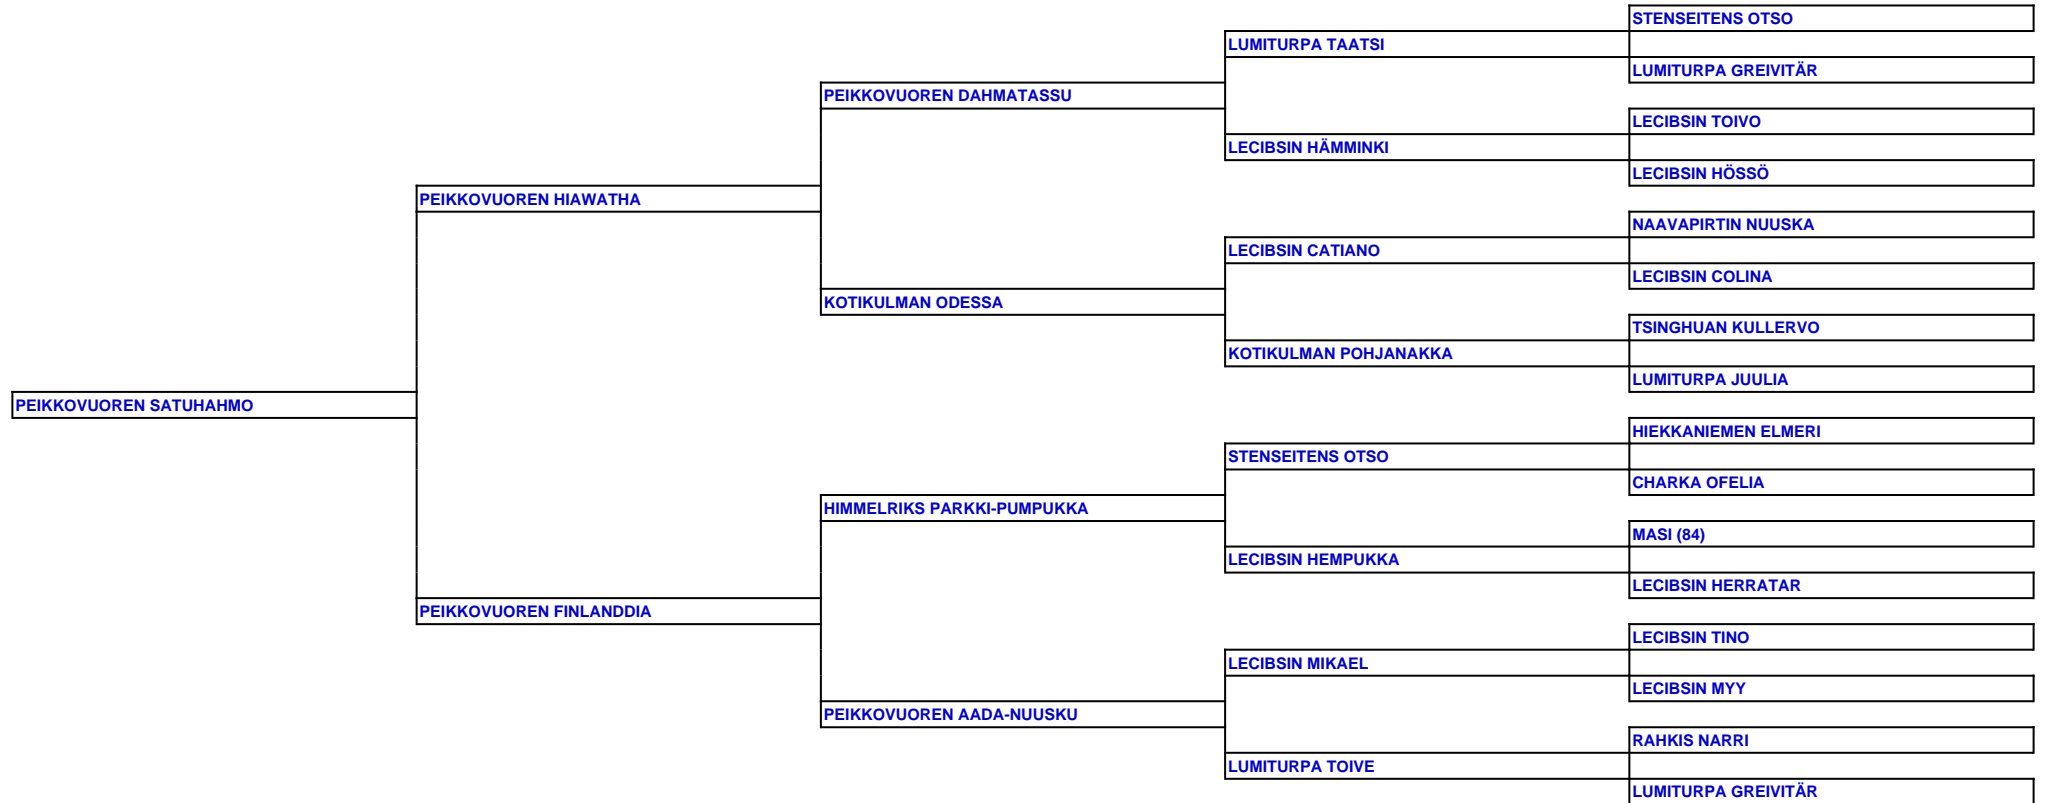 STENSEITENS OTSO
LUMITURPA TAATSI
LUMITURPA GREIVITÄR
PEIKKOVUOREN DAHMATASSU
LECIBSIN TOIVO
LECIBSIN HÄMMINKI
LECIBSIN HÖSSÖ
PEIKKOVUOREN HIAWATHA
NAAVAPIRTIN NUUSKA
LECIBSIN CATIANO
LECIBSIN COLINA
KOTIKULMAN ODESSA
TSINGHUAN KULLERVO
KOTIKULMAN POHJANAKKA
LUMITURPA JUULIA
PEIKKOVUOREN SATUHAHMO
HIEKKANIEMEN ELMERI
STENSEITENS OTSO
CHARKA OFELIA
HIMMELRIKS PARKKI-PUMPUKKA
MASI (84)
LECIBSIN HEMPUKKA
LECIBSIN HERRATAR
PEIKKOVUOREN FINLANDDIA
LECIBSIN TINO
LECIBSIN MIKAEL
LECIBSIN MYY
PEIKKOVUOREN AADA-NUUSKU
RAHKIS NARRI
LUMITURPA TOIVE
LUMITURPA GREIVITÄR